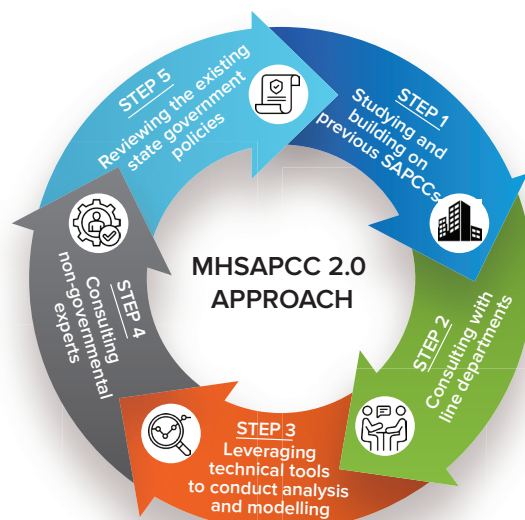 MHSAPCC 2.0
APPROACH
STEP 1
Studying and
building on
previous SAPCCs
STEP 2
Consulting with
line departments
STEP 3
Leveraging
technical tools
to conduct analysis
and modelling
STEP 4
Consulting
non-governmental
experts
STEP 5
Reviewing the existing
state government
policies